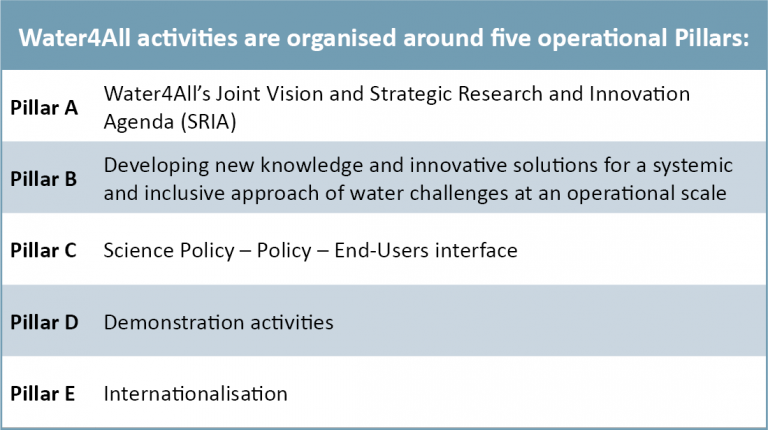 Water4All activities are organised around five operational Pillars:
Pillar A Water4All’s Joint Vision and Strategic Research and Innovation
Agenda (SRIA)
Pillar B Developing new knowledge and innovative solutions for a systemic
and inclusive approach of water challenges at an operational scale
Pillar C Science Policy – Policy – End-Users interface
Pillar D Demonstration activities
Pillar E Internationalisation